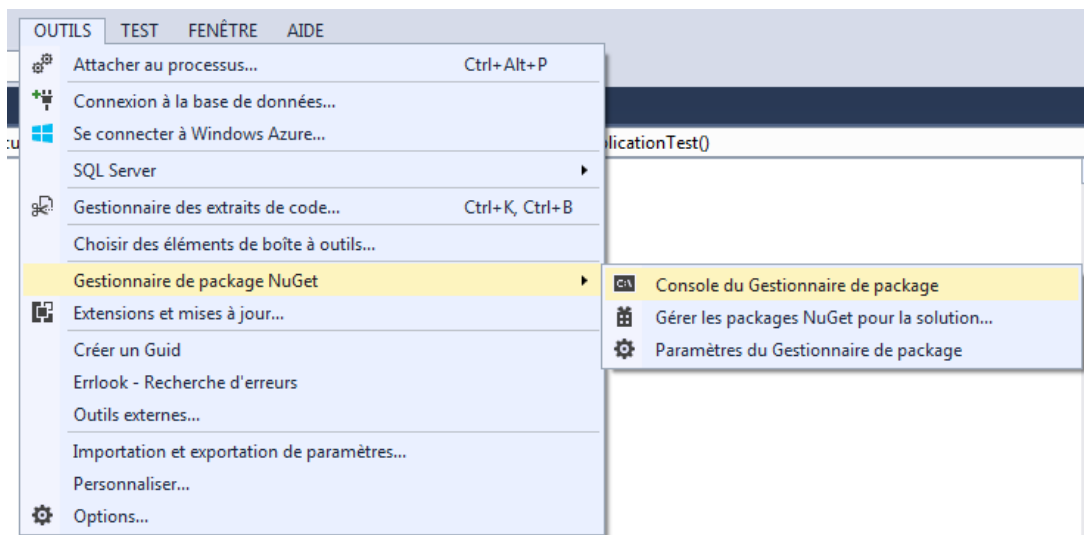 OUTILS TEST FENÊTRE AIDE
Attacher au processus... Ctrl+Alt+P
Connexion à la base de données...
Se connecter à Windows Azure...
plicationTest()
SQL Server
Gestionnaire des extraits de code... Ctrl+K, Ctrl+B
Choisir des éléments de boîte à outils...
Gestionnaire de package NuGet
Console du Gestionnaire de package
Extensions et mises à jour...
Gérer les packages NuGet pour la solution...
Créer un Guid
Paramètres du Gestionnaire de package
Errlook - Recherche d'erreurs
Outils externes...
Importation et exportation de paramètres...
Personnaliser...
Options...